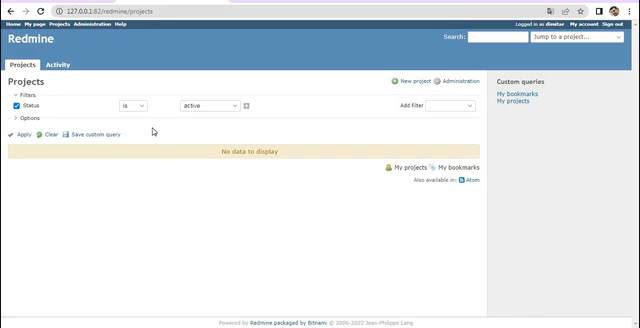 127.0.0.1:82/redmine/projects
Home My page Projects Administration Help Logged in as dimitar My account Sign out
Redmine
Search: Jump to a project...
Projects Activity
Projects
New project Administration
Custom queries
My bookmarks
My projects
Filters
Status is active Add filter
Options
Apply Clear Save custom query
No data to display
My projects My bookmarks
Also available in: Atom
Powered by Redmine packaged by Bitnami © 2006-2022 Jean-Philippe Lang